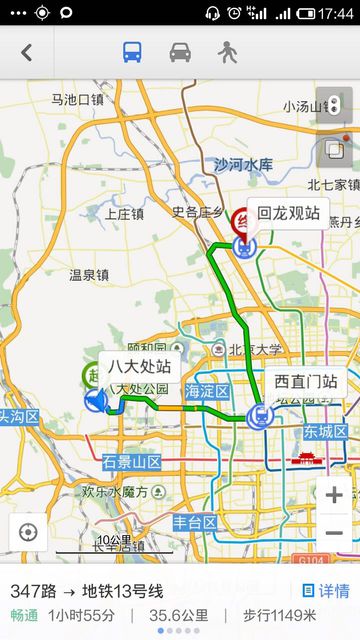 17:44
马池口镇
小汤山镇
沙河水库
北七家镇
上庄镇
史各庄乡
回龙观站
燕丹乡
终
温泉镇
颐和园
北京大学
八大处站
起
西直门站
八大处公园
海淀区
坛公园
头沟区
东城区
石景山区
欢乐水魔方
丰台区
10公里
长辛店镇
G104
347路 → 地铁13号线
详情
畅通 1小时55分 | 35.6公里 | 步行1149米